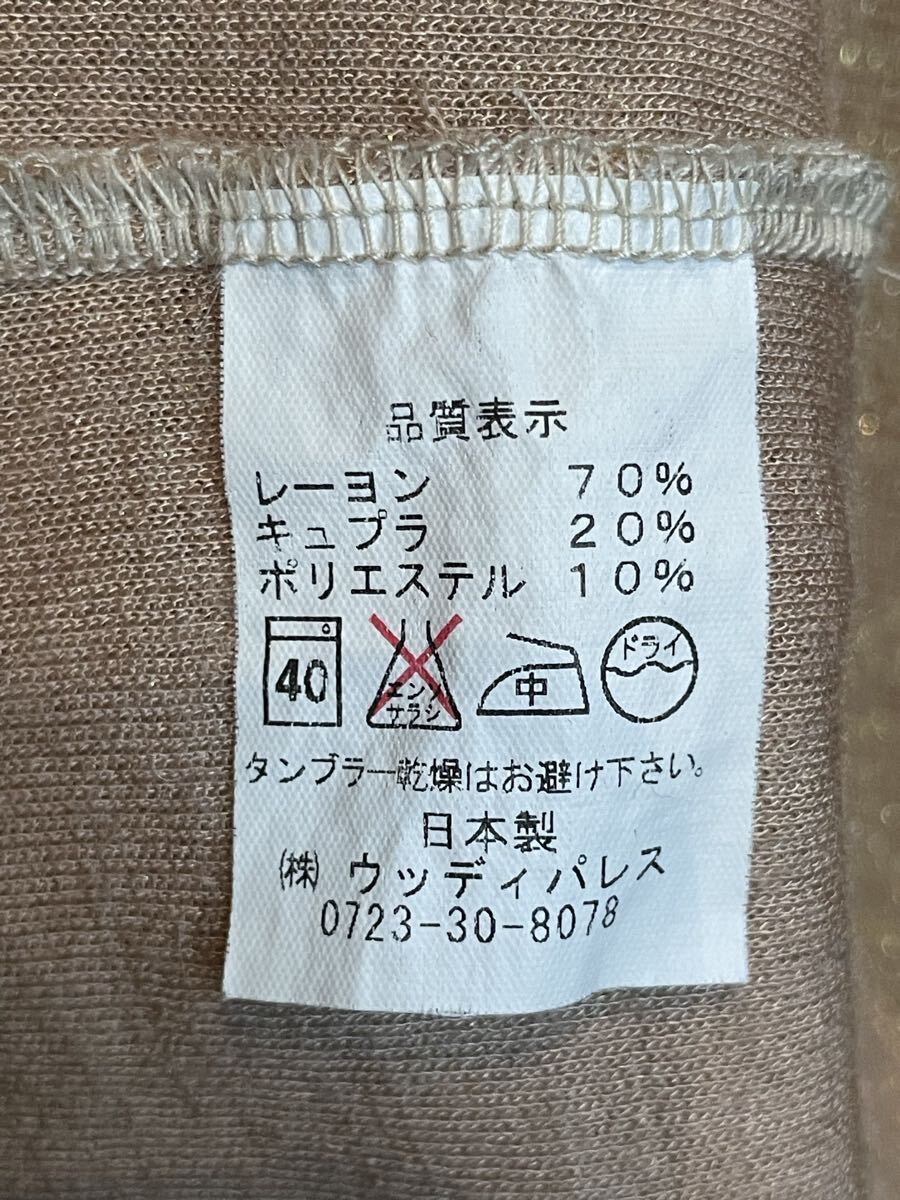 品質表示
レーヨン 70%
キュプラ 20%
ポリエステル 10%
40 エンソサラシ 中 ドライ
タンブラー乾燥はお避け下さい。
日本製
(株) ウッディパレス
0723-30-8078